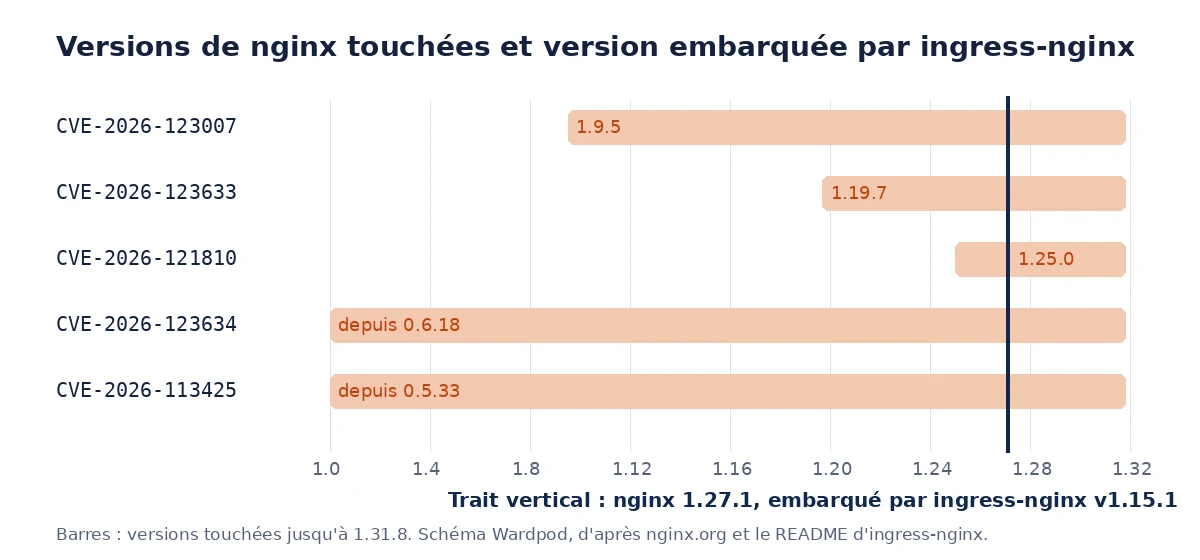 Versions de nginx touchées et version embarquée par ingress-nginx
CVE-2026-123007
1.9.5
CVE-2026-123633
1.19.7
CVE-2026-121810
1.25.0
CVE-2026-123634
depuis 0.6.18
CVE-2026-113425
depuis 0.5.33
1.0 1.4 1.8 1.12 1.16 1.20 1.24 1.28 1.32
Trait vertical : nginx 1.27.1, embarqué par ingress-nginx v1.15.1
Barres : versions touchées jusqu'à 1.31.8. Schéma Wardpod, d'après nginx.org et le README d'ingress-nginx.